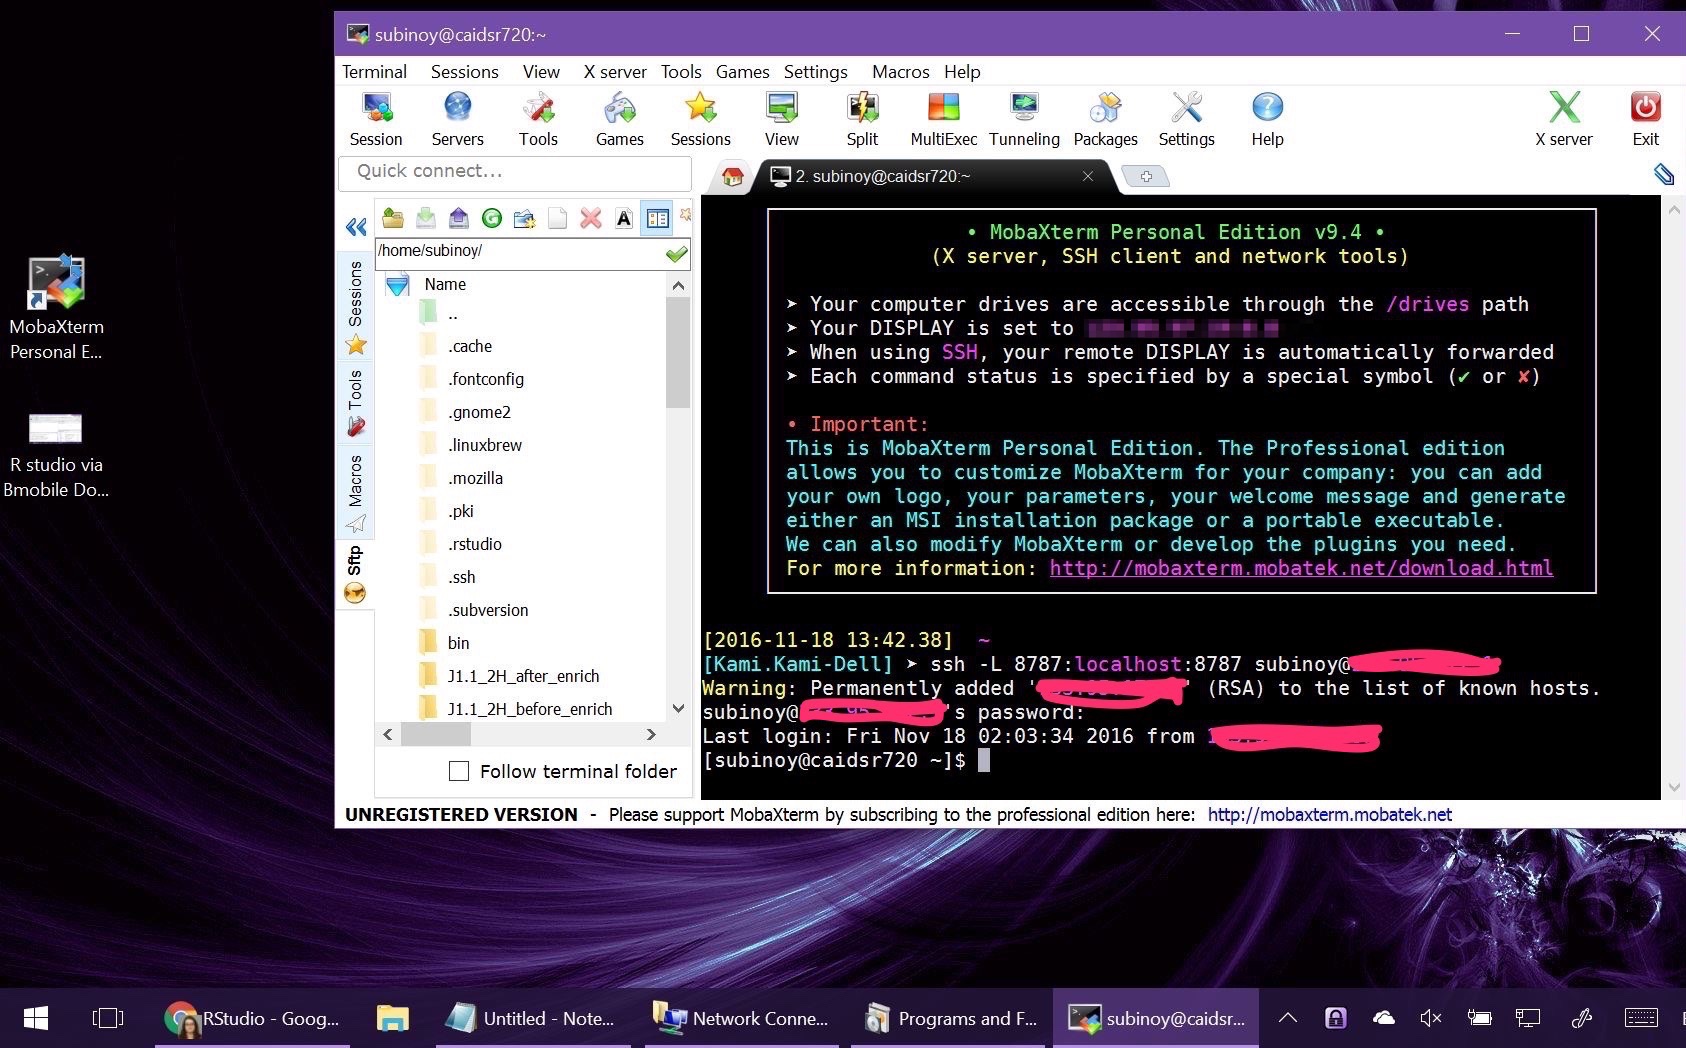 subinoy@caidsr720:~
Terminal Sessions View X server Tools Games Settings Macros Help
Session Servers Tools Games Sessions View Split MultiExec Tunneling Packages Settings Help X server Exit
Quick connect...
2. subinoy@caidsr720:~
/home/subinoy/
Name
..
.cache
.fontconfig
.gnome2
.linuxbrew
.mozilla
.pki
.rstudio
.ssh
.subversion
bin
J1.1_2H_after_enrich
J1.1_2H_before_enrich
Follow terminal folder
Sessions
Tools
Macros
Sftp
• MobaXterm Personal Edition v9.4 •
(X server, SSH client and network tools)
➤ Your computer drives are accessible through the /drives path
➤ Your DISPLAY is set to
➤ When using SSH, your remote DISPLAY is automatically forwarded
➤ Each command status is specified by a special symbol (✔ or ✘)
• Important:
This is MobaXterm Personal Edition. The Professional edition
allows you to customize MobaXterm for your company: you can add
your own logo, your parameters, your welcome message and generate
either an MSI installation package or a portable executable.
We can also modify MobaXterm or develop the plugins you need.
For more information: http://mobaxterm.mobatek.net/download.html
[2016-11-18 13:42.38] ~
[Kami.Kami-Dell] ➤ ssh -L 8787:localhost:8787 subinoy@
Warning: Permanently added '' (RSA) to the list of known hosts.
subinoy@'s password:
Last login: Fri Nov 18 02:03:34 2016 from
[subinoy@caidsr720 ~]$
UNREGISTERED VERSION - Please support MobaXterm by subscribing to the professional edition here: http://mobaxterm.mobatek.net
MobaXterm
Personal E...
R studio via
Bmobile Do...
RStudio - Goog...
Untitled - Note...
Network Conne...
Programs and F...
subinoy@caidsr...